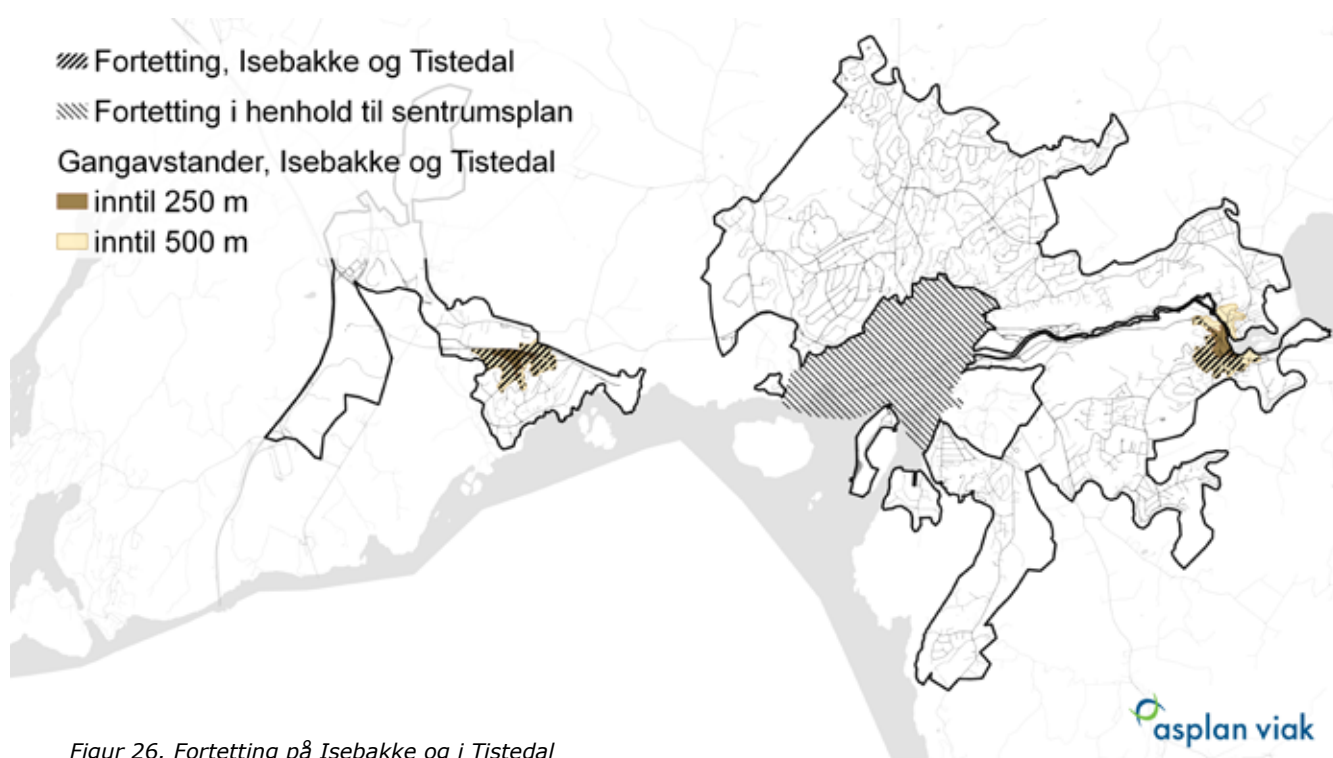 Fortetting, Isebakke og Tistedal
Fortetting i henhold til sentrumsplan
Gangavstander, Isebakke og Tistedal
inntil 250 m
inntil 500 m
asplan viak
Figur 26. Fortetting på Isebakke og i Tistedal